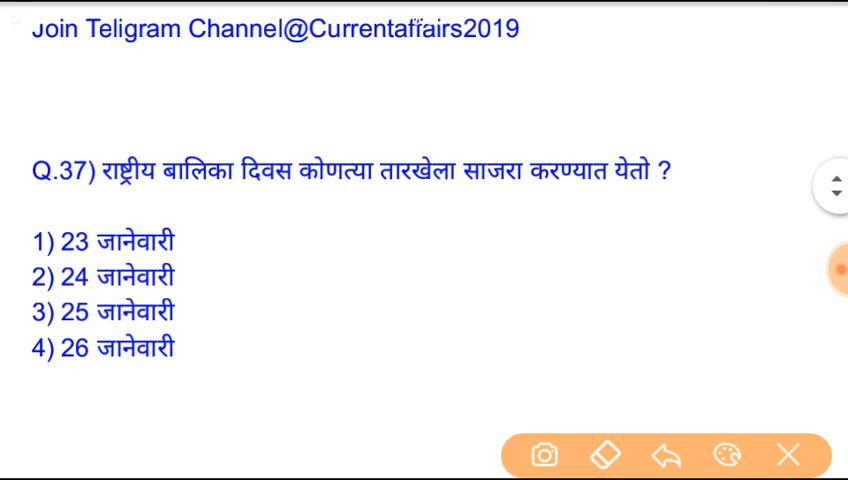 Join Teligram Channel@Currentaffairs2019
Q.37) राष्ट्रीय बालिका दिवस कोणत्या तारखेला साजरा करण्यात येतो ?
1) 23 जानेवारी
2) 24 जानेवारी
3) 25 जानेवारी
4) 26 जानेवारी